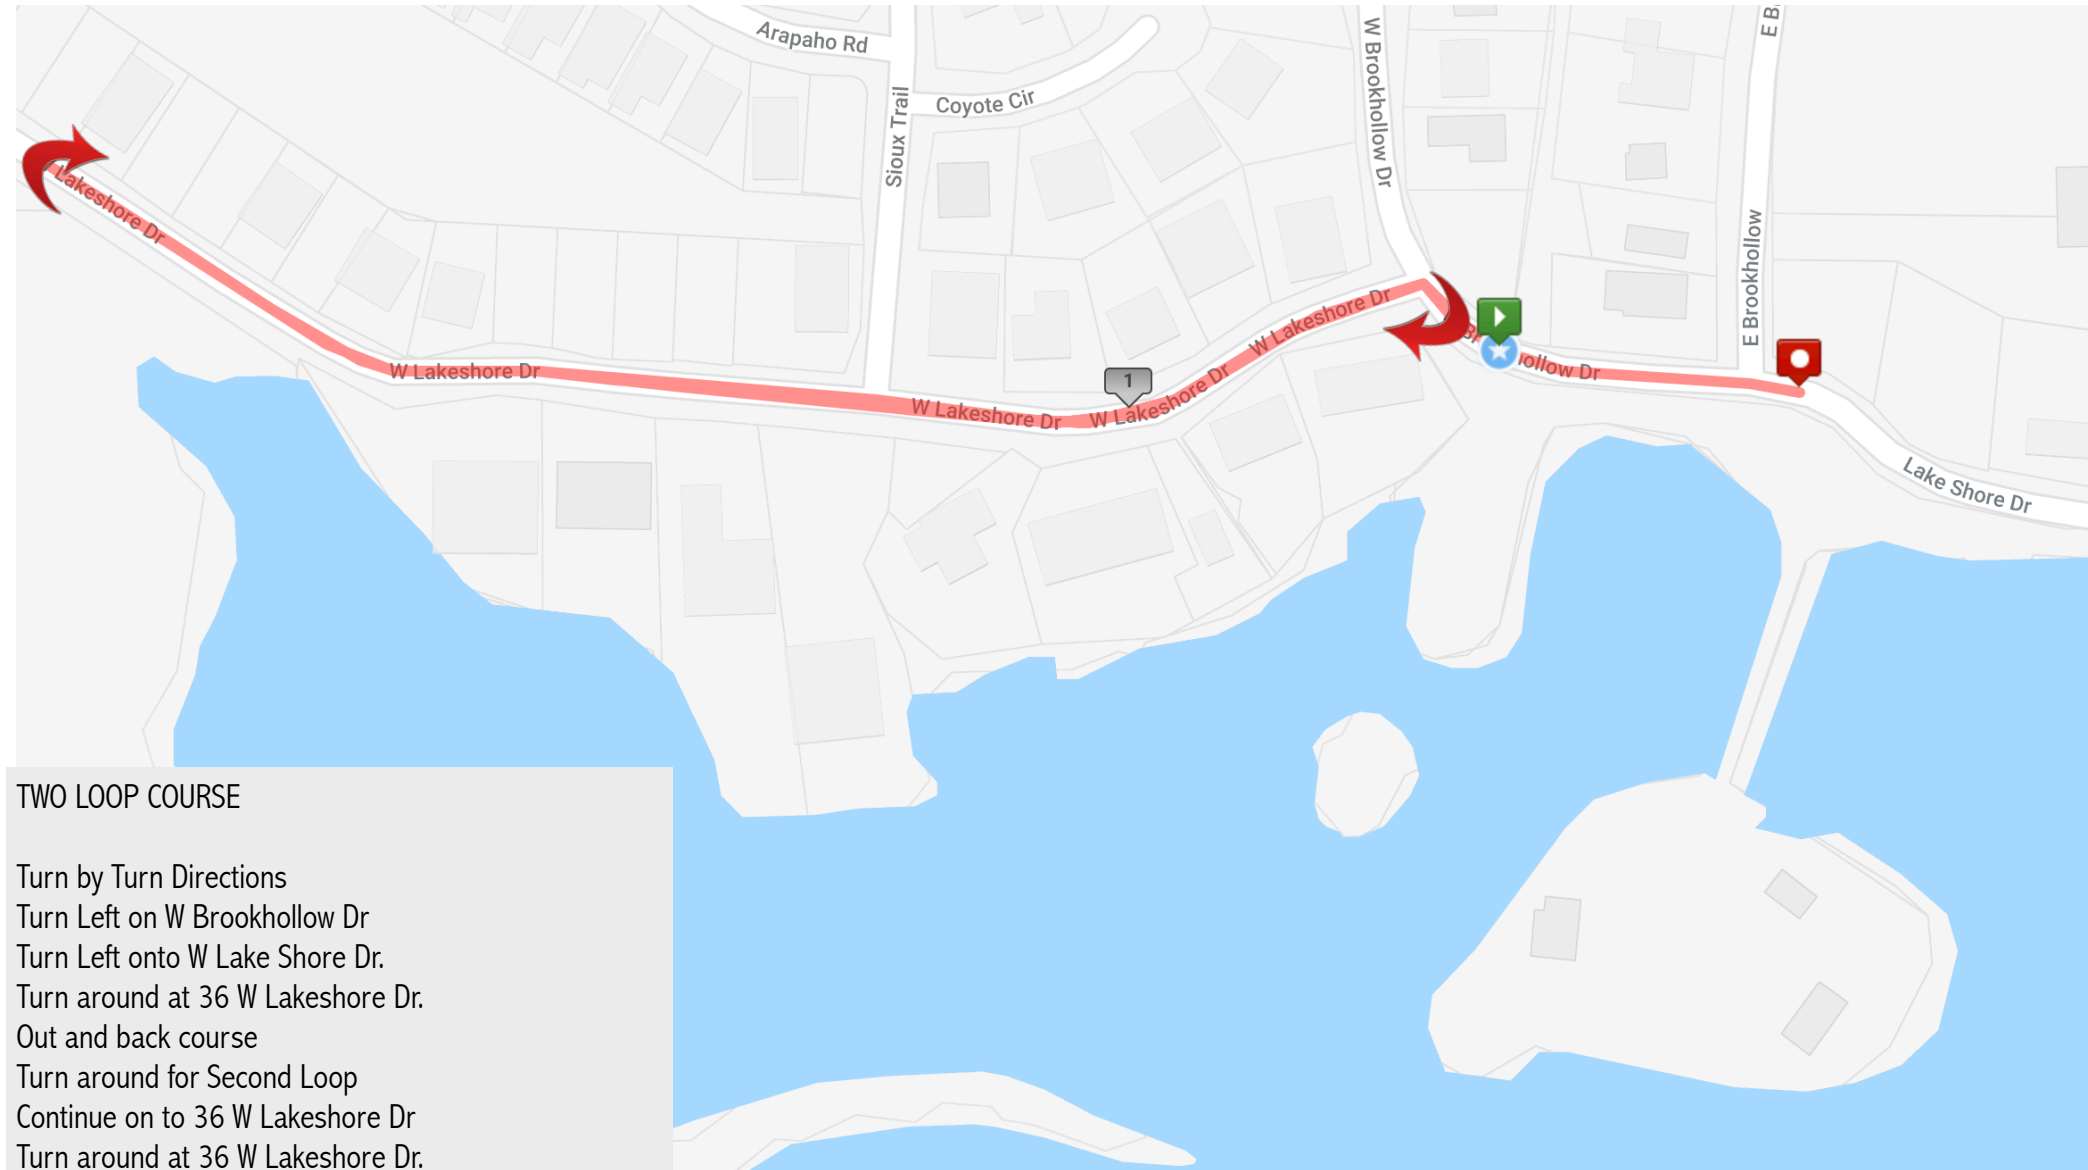 Arapaho Rd
Coyote Cir
Sioux Trail
W Brookhollow Dr
E B
E Brookhollow
Lakeshore Dr
W Lakeshore Dr
W Lakeshore Dr
W Lakeshore Dr
W Lakeshore Dr
1
hollow Dr
Lake Shore Dr
TWO LOOP COURSE
Turn by Turn Directions
Turn Left on W Brookhollow Dr
Turn Left onto W Lake Shore Dr.
Turn around at 36 W Lakeshore Dr.
Out and back course
Turn around for Second Loop
Continue on to 36 W Lakeshore Dr
Turn around at 36 W Lakeshore Dr.